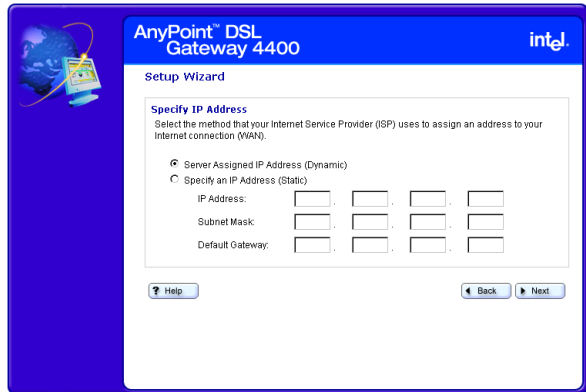 AnyPoint™ DSL
Gateway 4400
intel.
Setup Wizard
Specify IP Address
Select the method that your Internet Service Provider (ISP) uses to assign an address to your
Internet connection (WAN).
Server Assigned IP Address (Dynamic)
Specify an IP Address (Static)
IP Address: . . .
Subnet Mask: . . .
Default Gateway: . . .
? Help
Back
Next